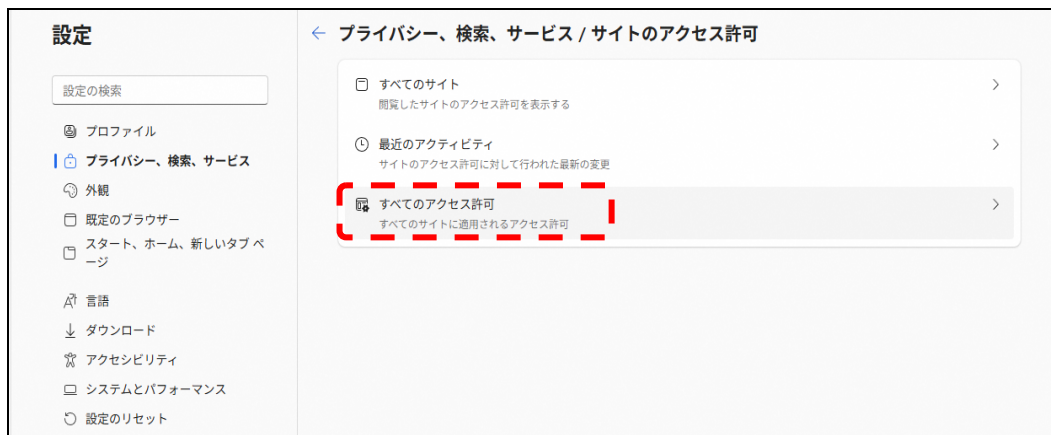 設定
設定の検索
プロファイル
プライバシー、検索、サービス
外観
既定のブラウザー
スタート、ホーム、新しいタブ ペ
ージ
言語
ダウンロード
アクセシビリティ
システムとパフォーマンス
設定のリセット
← プライバシー、検索、サービス / サイトのアクセス許可
すべてのサイト
閲覧したサイトのアクセス許可を表示する
最近のアクティビティ
サイトのアクセス許可に対して行われた最新の変更
すべてのアクセス許可
すべてのサイトに適用されるアクセス許可